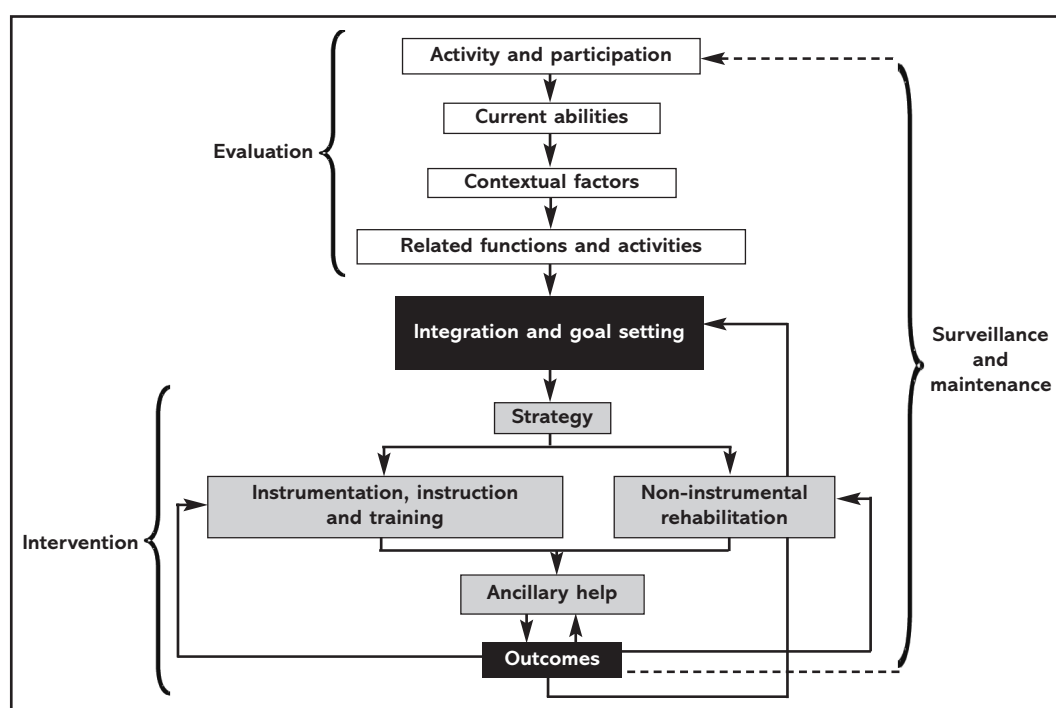 Activity and participation
Current abilities
Evaluation
Contextual factors
Related functions and activities
Integration and goal setting
Surveillance
and
maintenance
Strategy
Instrumentation, instruction
and training
Non-instrumental
rehabilitation
Intervention
Ancillary help
Outcomes